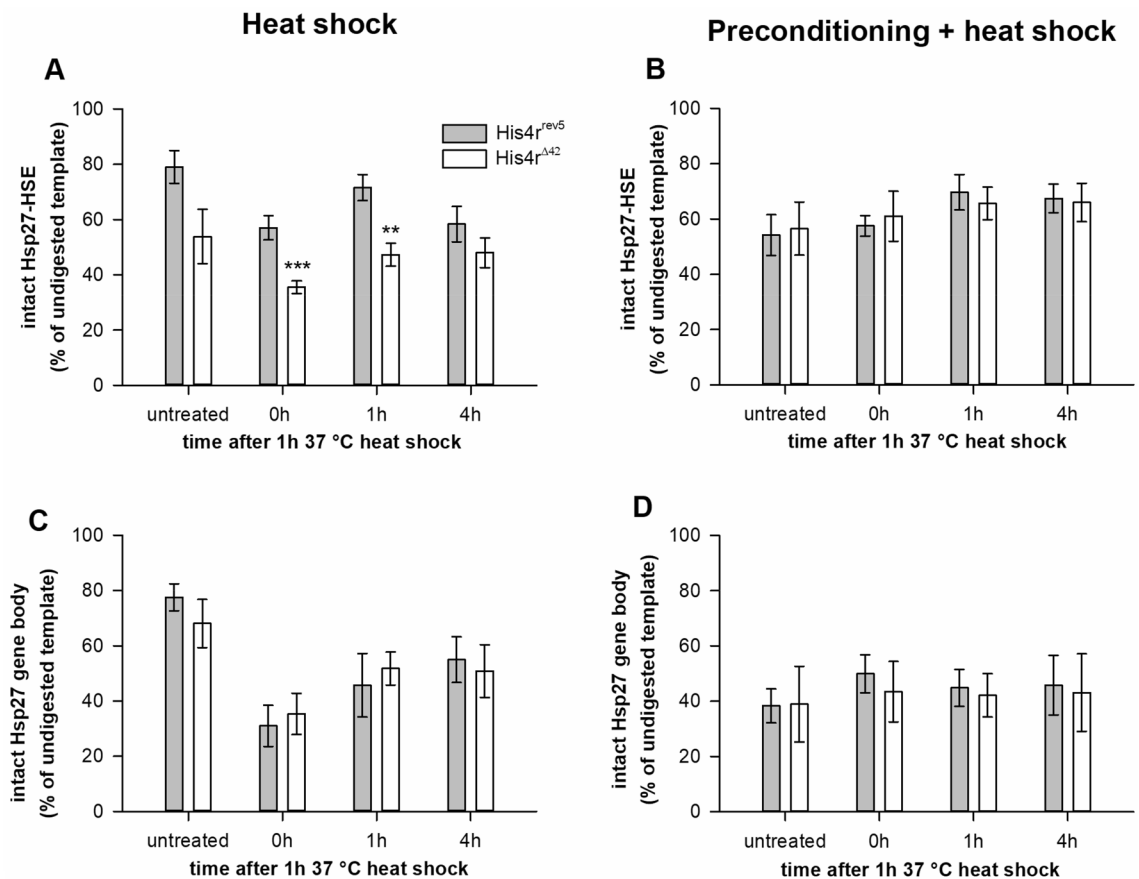 Heat shock
Preconditioning + heat shock
A
intact Hsp27-HSE
(% of undigested template)
100
80
60
40
20
0
His4r^rev5
His4r^Δ42
***
**
untreated 0h 1h 4h
time after 1h 37 °C heat shock
B
intact Hsp27-HSE
(% of undigested template)
100
80
60
40
20
0
untreated 0h 1h 4h
time after 1h 37 °C heat shock
C
intact Hsp27 gene body
(% of undigested template)
100
80
60
40
20
0
untreated 0h 1h 4h
time after 1h 37 °C heat shock
D
intact Hsp27 gene body
(% of undigested template)
100
80
60
40
20
0
untreated 0h 1h 4h
time after 1h 37 °C heat shock